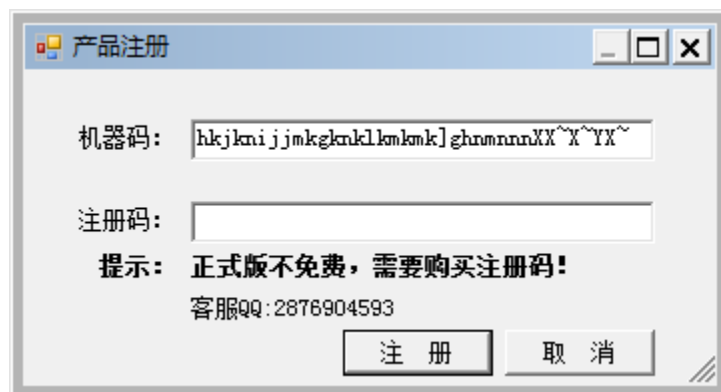 产品注册
机器码: hkjknijjmkgknklkmkmk]ghnmnnnXX~X~YX~
注册码:
提示: 正式版不免费，需要购买注册码!
客服QQ:2876904593
注 册 取 消